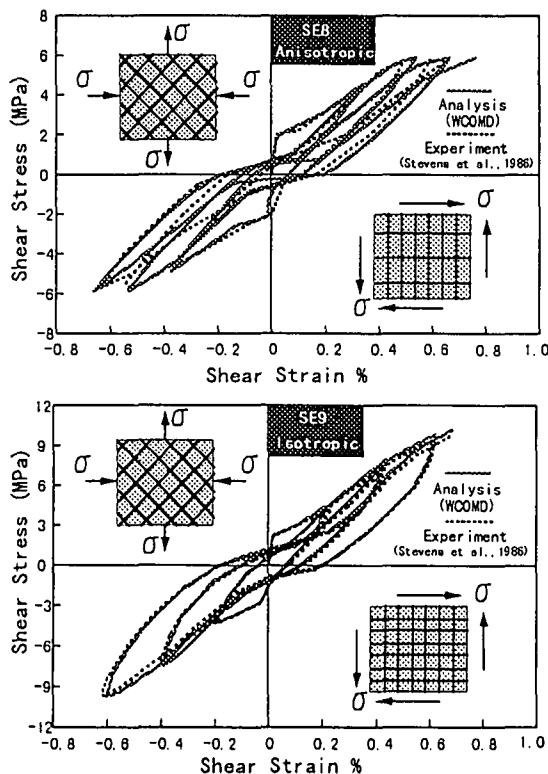 8
6
4
2
0
-2
-4
-6
-8
Shear Stress (MPa)
σ
σ
σ
σ
SE8
Anisotropic
Analysis
(WCOMD)
Experiment
(Stevens et al., 1986)
σ
σ
-0.8 -0.6 -0.4 -0.2 0 0.2 0.4 0.6 0.8 1.0
Shear Strain %
12
9
6
3
0
-3
-6
-9
-12
Shear Stress (MPa)
σ
σ
σ
σ
SE9
Isotropic
Analysis
(WCOMD)
Experiment
(Stevens et al., 1986)
σ
σ
-0.8 -0.6 -0.4 -0.2 0 0.2 0.4 0.6 0.8 1.0
Shear Strain %